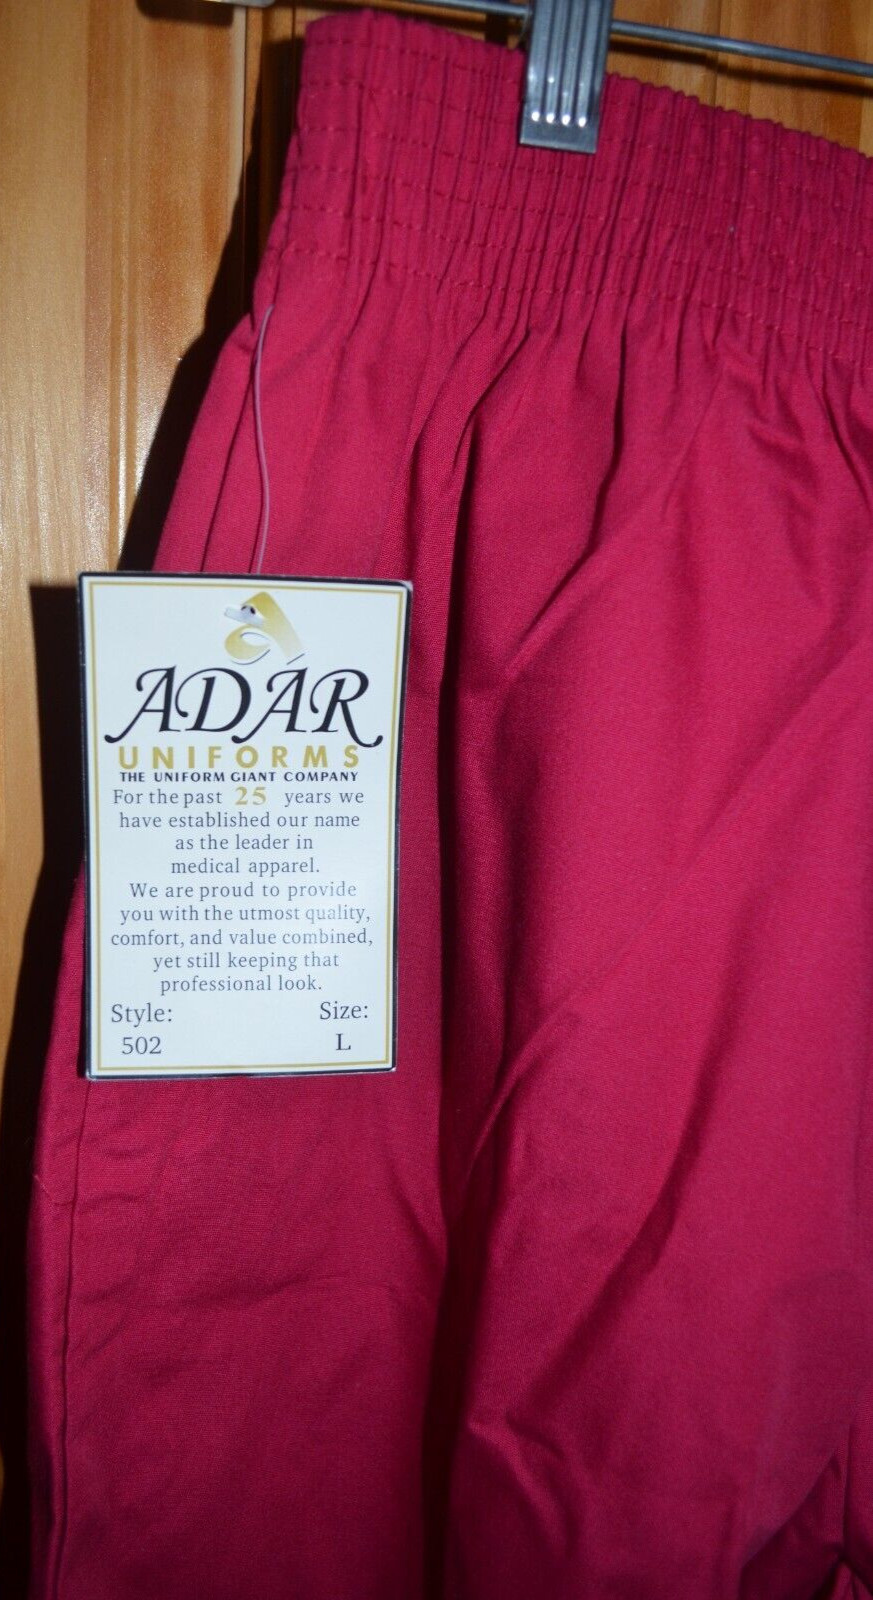 ADAR
UNIFORMS
THE UNIFORM GIANT COMPANY
For the past 25 years we
have established our name
as the leader in
medical apparel.
We are proud to provide
you with the utmost quality,
comfort, and value combined,
yet still keeping that
professional look.
Style: Size:
502 L